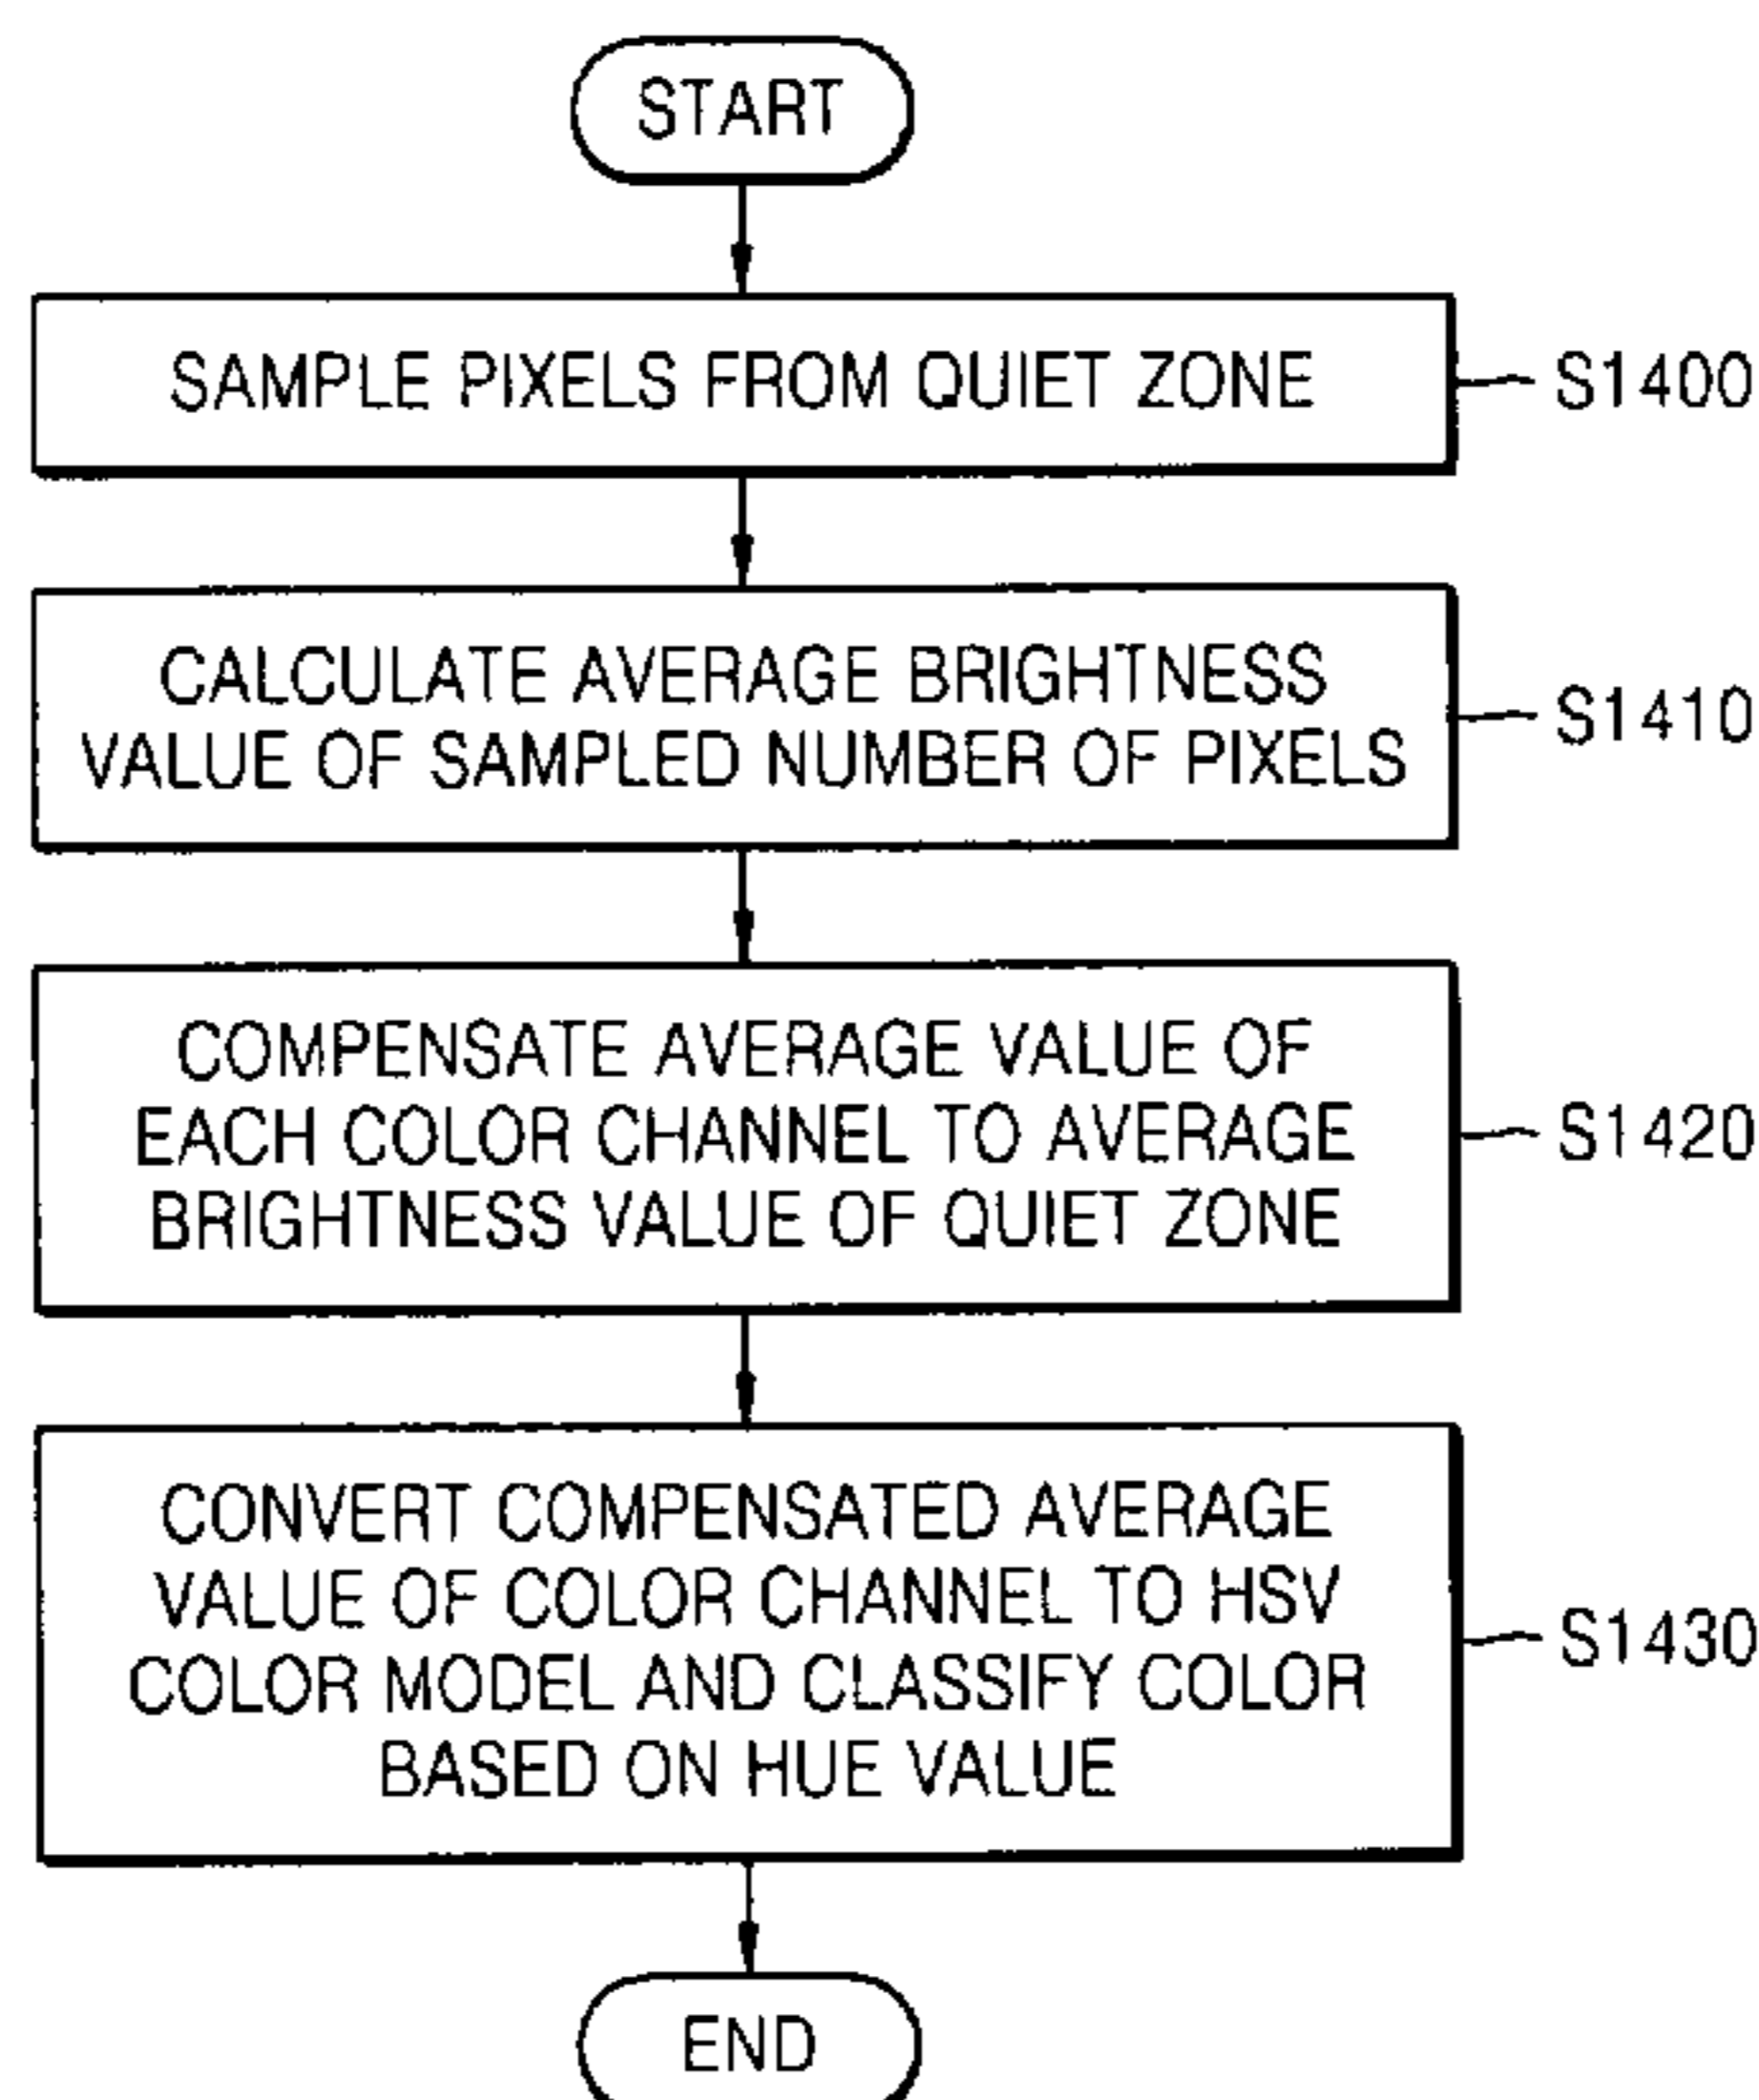 START
SAMPLE PIXELS FROM QUIET ZONE
S1400
CALCULATE AVERAGE BRIGHTNESS
VALUE OF SAMPLED NUMBER OF PIXELS
S1410
COMPENSATE AVERAGE VALUE OF
EACH COLOR CHANNEL TO AVERAGE
BRIGHTNESS VALUE OF QUIET ZONE
S1420
CONVERT COMPENSATED AVERAGE
VALUE OF COLOR CHANNEL TO HSV
COLOR MODEL AND CLASSIFY COLOR
BASED ON HUE VALUE
S1430
END